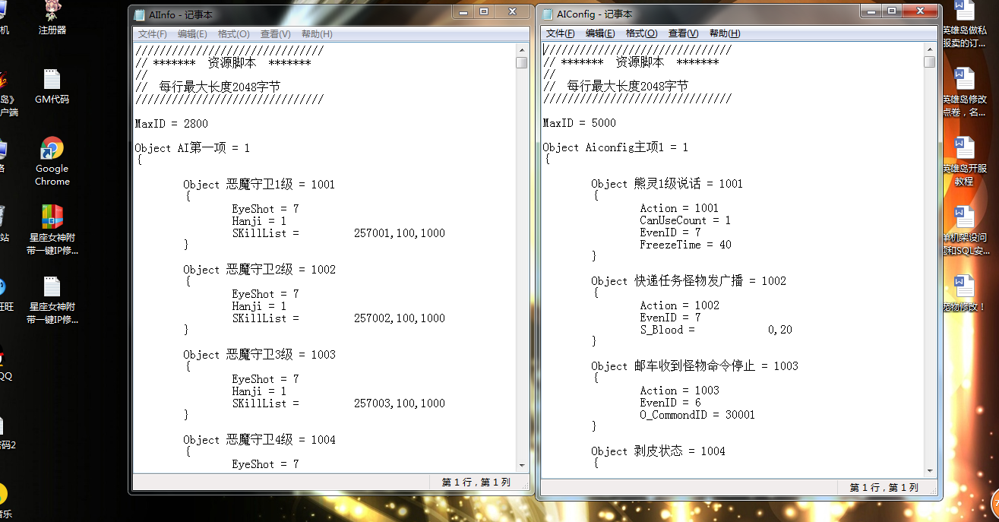 机
注册器
岛》
户端
GM代码
络
Google
Chrome
站
星座女神附
带一键IP修...
旺旺
星座女神附
带一键IP修...
QQ
密码2
音乐
AIInfo - 记事本
文件(F) 编辑(E) 格式(O) 查看(V) 帮助(H)
///////////////////////////////
// ******* 资源脚本 *******
//
// 每行最大长度2048字节
///////////////////////////////
MaxID = 2800
Object AI第一项 = 1
{
Object 恶魔守卫1级 = 1001
{
EyeShot = 7
Hanji = 1
SKillList = 257001,100,1000
}
Object 恶魔守卫2级 = 1002
{
EyeShot = 7
Hanji = 1
SKillList = 257002,100,1000
}
Object 恶魔守卫3级 = 1003
{
EyeShot = 7
Hanji = 1
SKillList = 257003,100,1000
}
Object 恶魔守卫4级 = 1004
{
EyeShot = 7
第 1 行，第 1 列
AIConfig - 记事本
文件(F) 编辑(E) 格式(O) 查看(V) 帮助(H)
///////////////////////////////
// ******* 资源脚本 *******
//
// 每行最大长度2048字节
///////////////////////////////
MaxID = 5000
Object Aiconfig主项1 = 1
{
Object 熊灵1级说话 = 1001
{
Action = 1001
CanUseCount = 1
EvenID = 7
FreezeTime = 40
}
Object 快递任务怪物发广播 = 1002
{
Action = 1002
EvenID = 7
S_Blood = 0,20
}
Object 邮车收到怪物命令停止 = 1003
{
Action = 1003
EvenID = 6
O_CommondID = 30001
}
Object 剥皮状态 = 1004
{
第 1 行，第 1 列
英雄岛做私
服卖的订...
英雄岛修改
点卷，名...
英雄岛开服
教程
单机架设问
题和SQL安...
宠物修改！